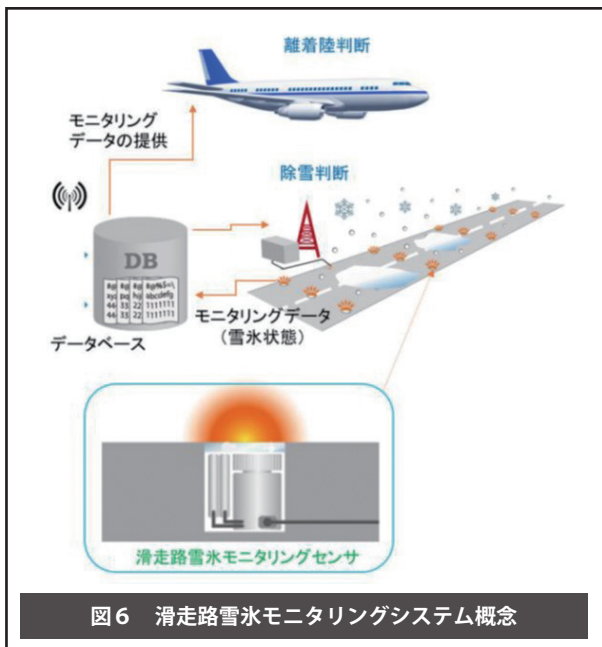 離着陸判断
モニタリング
データの提供
除雪判断
DB
データベース
モニタリングデータ
(雪氷状態)
滑走路雪氷モニタリングセンサ
図6 滑走路雪氷モニタリングシステム概念